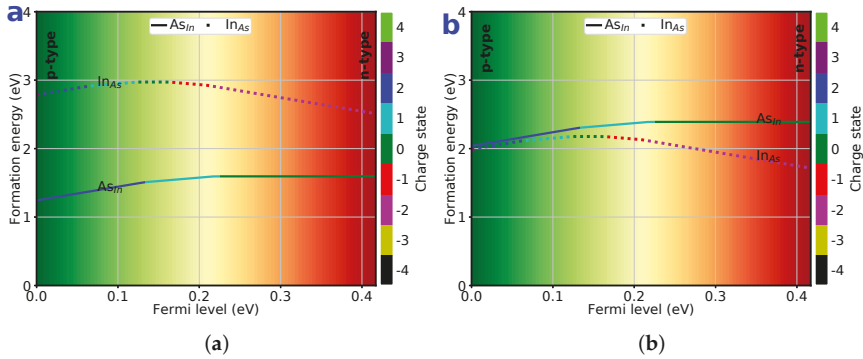 a
As_In In_As
p-type
n-type
In_As
As_In
Formation energy (eV)
4
3
2
1
0
0.0 0.1 0.2 0.3 0.4
Fermi level (eV)
4
3
2
1
0
-1
-2
-3
-4
Charge state
(a)
b
As_In In_As
p-type
n-type
As_In
In_As
Formation energy (eV)
4
3
2
1
0
0.0 0.1 0.2 0.3 0.4
Fermi level (eV)
4
3
2
1
0
-1
-2
-3
-4
Charge state
(b)